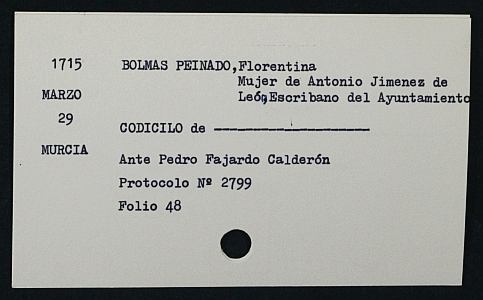 1715 BOLMAS PEINADO, Florentina
Mujer de Antonio Jimenez de
MARZO León, Escribano del Ayuntamiento
29
CODICILO de --------------------
MURCIA
Ante Pedro Fajardo Calderón
Protocolo Nº 2799
Folio 48